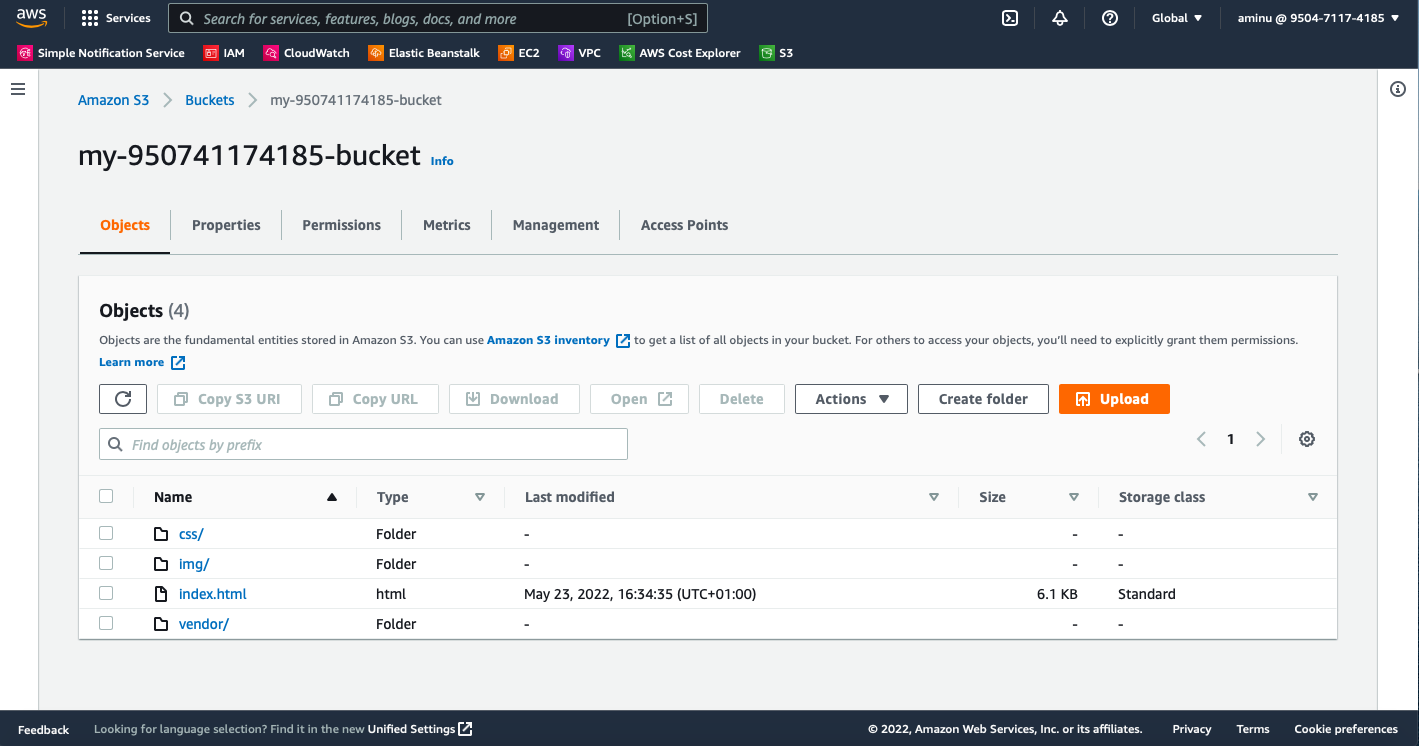 aws Services Search for services, features, blogs, docs, and more [Option+S] Global aminu @ 9504-7117-4185
Simple Notification Service IAM CloudWatch Elastic Beanstalk EC2 VPC AWS Cost Explorer S3
Amazon S3 Buckets my-950741174185-bucket
my-950741174185-bucket Info
Objects Properties Permissions Metrics Management Access Points
Objects (4)
Objects are the fundamental entities stored in Amazon S3. You can use Amazon S3 inventory to get a list of all objects in your bucket. For others to access your objects, you'll need to explicitly grant them permissions.
Learn more
Copy S3 URI Copy URL Download Open Delete Actions Create folder Upload
Find objects by prefix 1
Name Type Last modified Size Storage class
css/ Folder - - -
img/ Folder - - -
index.html html May 23, 2022, 16:34:35 (UTC+01:00) 6.1 KB Standard
vendor/ Folder - - -
Feedback Looking for language selection? Find it in the new Unified Settings © 2022, Amazon Web Services, Inc. or its affiliates. Privacy Terms Cookie preferences